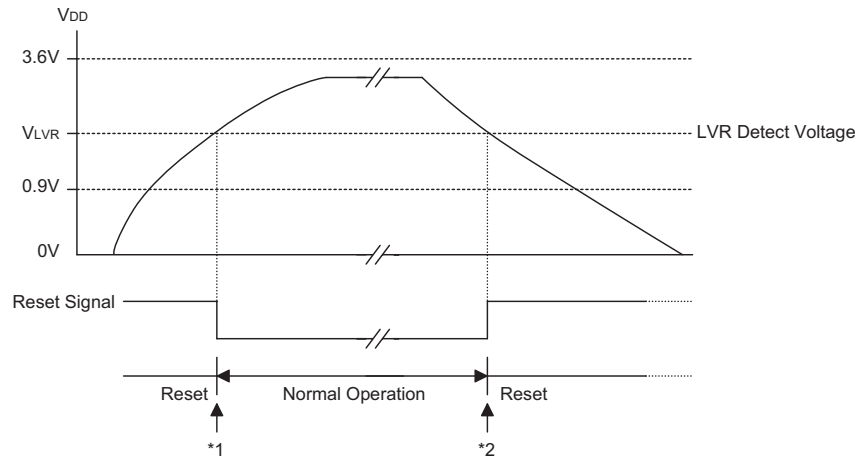 VDD
3.6V
VLVR
LVR Detect Voltage
0.9V
0V
Reset Signal
Reset
Normal Operation
Reset
*1
*2